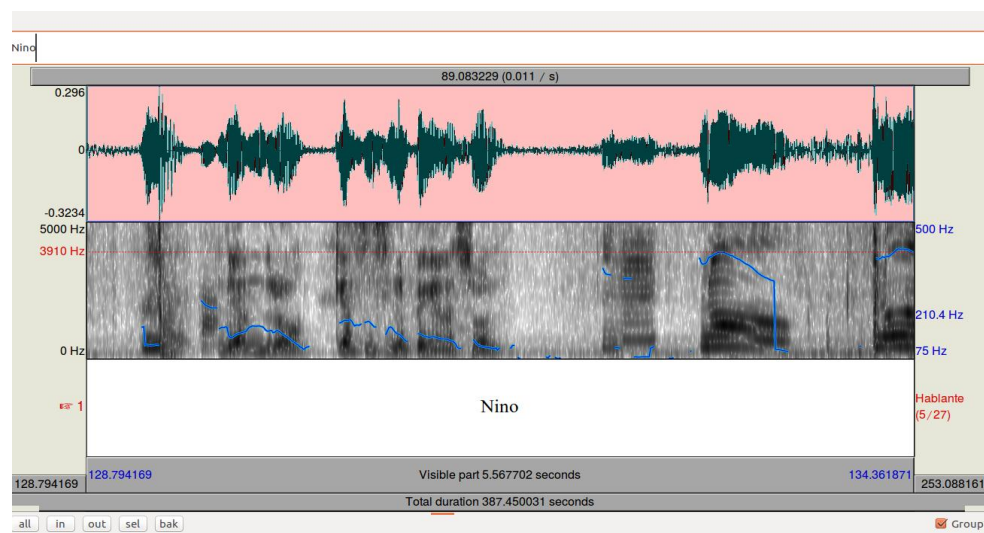 Nino
89.083229 (0.011 / s)
0.296
0
-0.3234
5000 Hz
500 Hz
3910 Hz
210.4 Hz
0 Hz
75 Hz
☞ 1
Nino
Hablante
(5/27)
128.794169
128.794169
Visible part 5.567702 seconds
134.361871
253.088161
Total duration 387.450031 seconds
all
in
out
sel
bak
Group